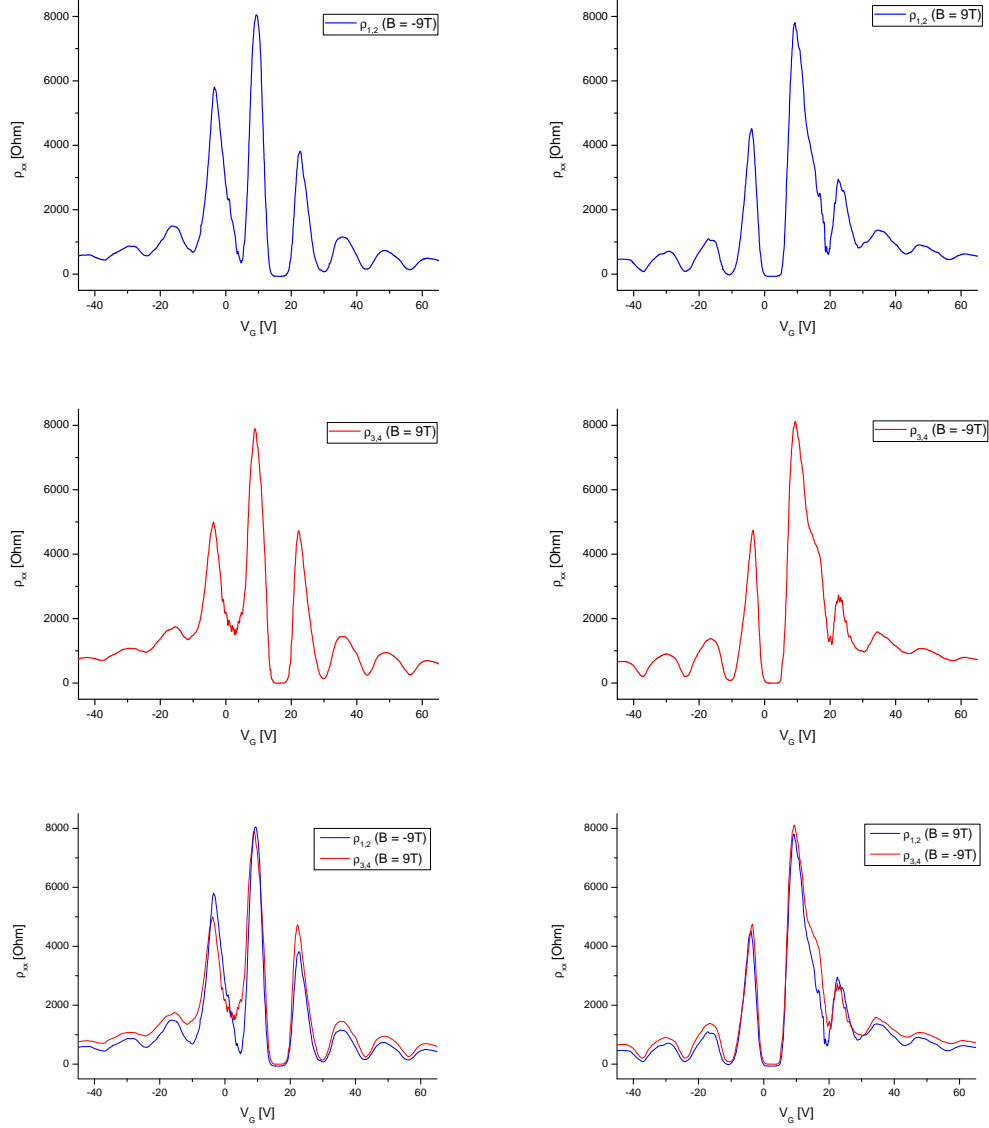 ρ1,2 (B = -9T)
8000
6000
4000
2000
0
ρxx [Ohm]
-40 -20 0 20 40 60
VG [V]
ρ1,2 (B = 9T)
8000
6000
4000
2000
0
ρxx [Ohm]
-40 -20 0 20 40 60
VG [V]
ρ3,4 (B = 9T)
8000
6000
4000
2000
0
ρxx [Ohm]
-40 -20 0 20 40 60
VG [V]
ρ3,4 (B = -9T)
8000
6000
4000
2000
0
ρxx [Ohm]
-40 -20 0 20 40 60
VG [V]
ρ1,2 (B = -9T)
ρ3,4 (B = 9T)
8000
6000
4000
2000
0
ρxx [Ohm]
-40 -20 0 20 40 60
VG [V]
ρ1,2 (B = 9T)
ρ3,4 (B = -9T)
8000
6000
4000
2000
0
ρxx [Ohm]
-40 -20 0 20 40 60
VG [V]